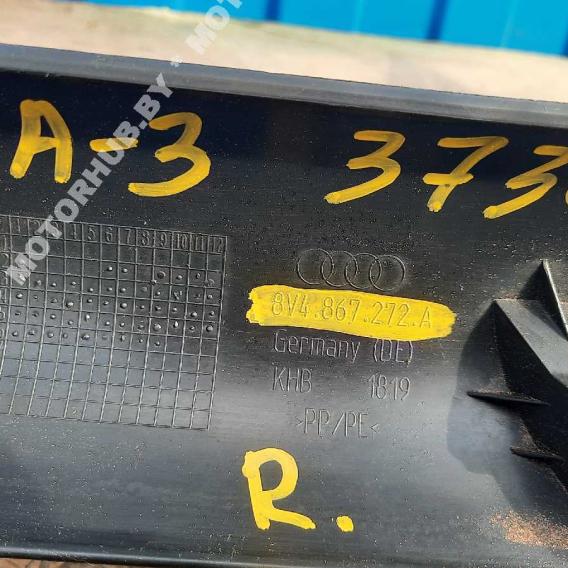 MOTORHUB.BY - MOTOR
A-3 373
1 2 3 4 5 6 7 8 9 10 11 12
8V4.867.272.A
Germany (DE)
KHB 1819
>PP/PE<
R.